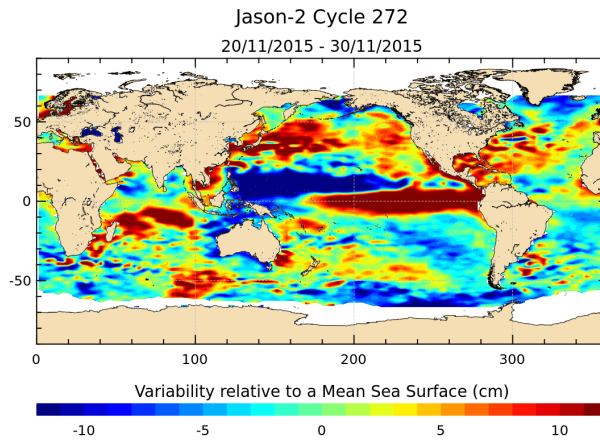 Jason-2 Cycle 272
20/11/2015 - 30/11/2015
50
0
-50
0 100 200 300
Variability relative to a Mean Sea Surface (cm)
-10 -5 0 5 10